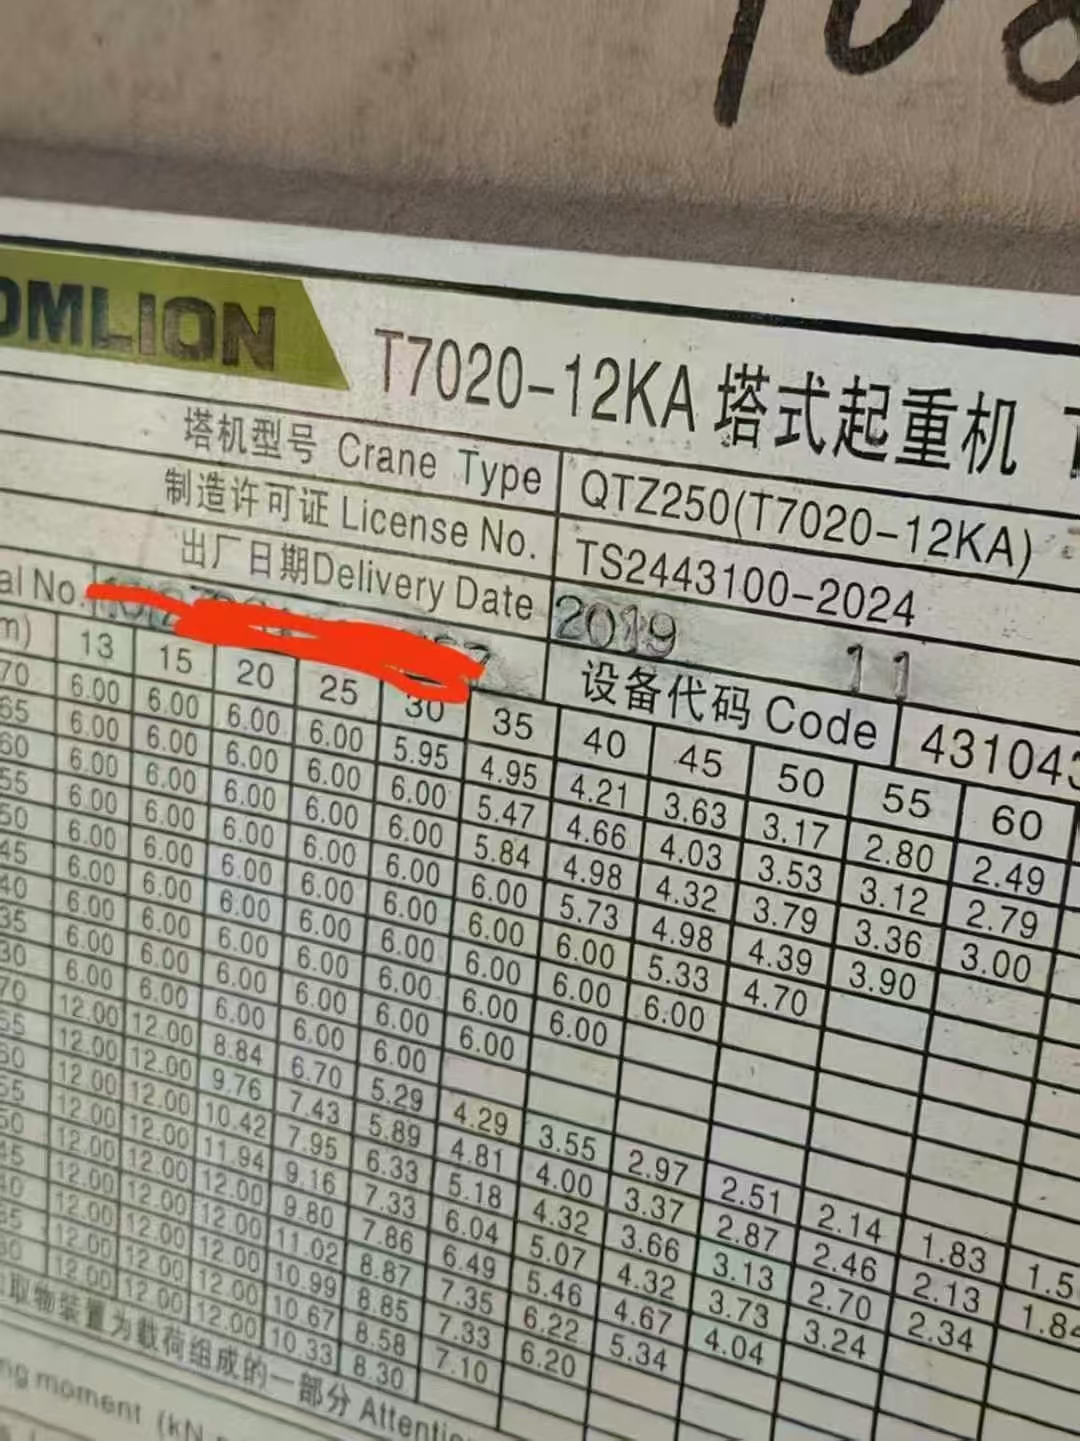 OMLION
T7020-12KA 塔式起重机
塔机型号 Crane Type QTZ250(T7020-12KA)
制造许可证 License No. TS2443100-2024
出厂日期Delivery Date 2019 11
al No. 设备代码 Code 431043
m) 13 15 20 25 30 35 40 45 50 55 60
70 6.00 6.00 6.00 6.00 5.95 4.95 4.21 3.63 3.17 2.80 2.49
65 6.00 6.00 6.00 6.00 6.00 5.47 4.66 4.03 3.53 3.12 2.79
60 6.00 6.00 6.00 6.00 6.00 5.84 4.98 4.32 3.79 3.36 3.00
55 6.00 6.00 6.00 6.00 6.00 6.00 5.73 4.98 4.39 3.90
50 6.00 6.00 6.00 6.00 6.00 6.00 6.00 5.33 4.70
45 6.00 6.00 6.00 6.00 6.00 6.00 6.00 6.00
40 6.00 6.00 6.00 6.00 6.00 6.00 6.00
35 6.00 6.00 6.00 6.00 6.00 6.00
30 6.00 6.00 6.00 6.00 6.00
70 12.00 12.00 8.84 6.70 5.29 4.29 3.55 2.97 2.51 2.14 1.83 1.5
65 12.00 12.00 9.76 7.43 5.89 4.81 4.00 3.37 2.87 2.46 2.13 1.84
60 12.00 12.00 10.42 7.95 6.33 5.18 4.32 3.66 3.13 2.70 2.34
55 12.00 12.00 11.94 9.16 7.33 6.04 5.07 4.32 3.73 3.24
50 12.00 12.00 12.00 9.80 7.86 6.49 5.46 4.67 4.04
45 12.00 12.00 12.00 11.02 8.87 7.35 6.22 5.34
40 12.00 12.00 12.00 10.99 8.85 7.33 6.20
35 12.00 12.00 12.00 10.67 8.58 7.10
30 12.00 12.00 12.00 10.33 8.30
取物装置为载荷组成的一部分 Attentio
ng moment (kN